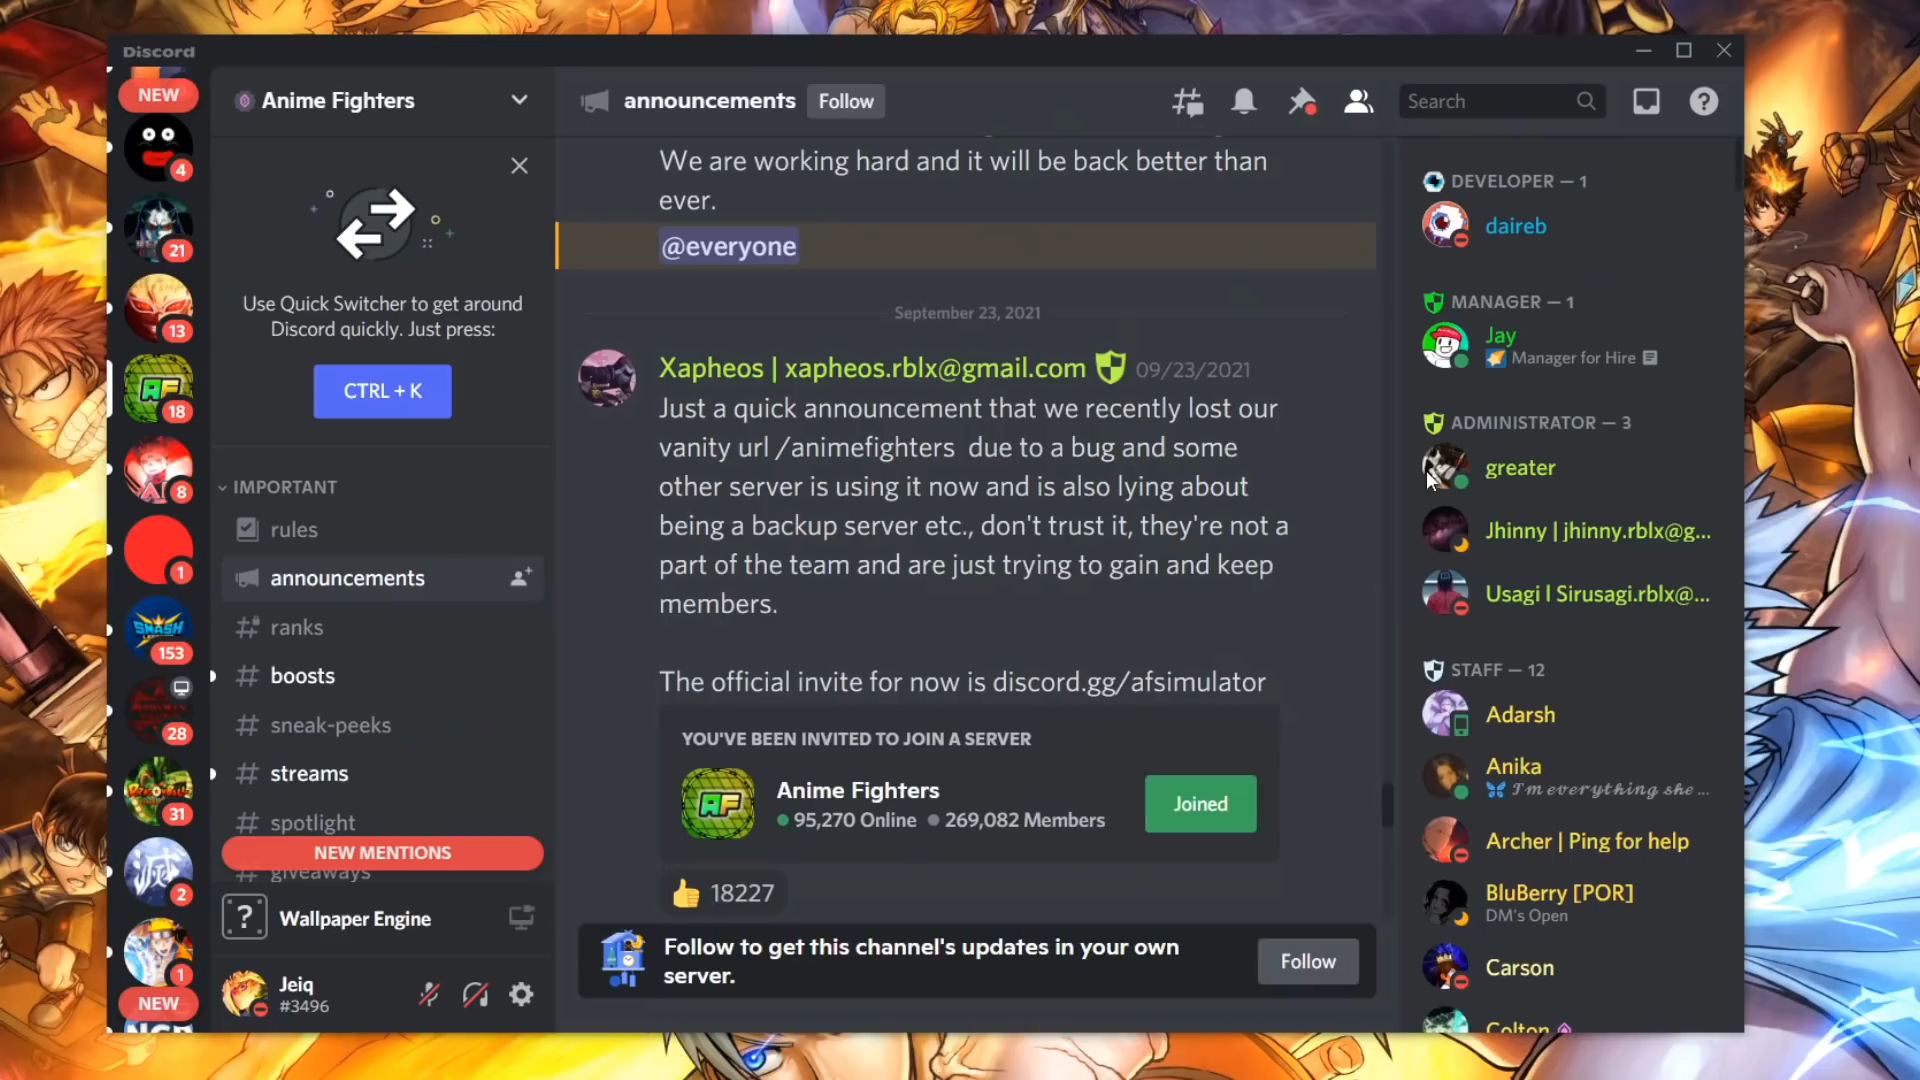 Discord
NEW
4
21
13
18
8
1
153
28
31
2
1
NEW
Anime Fighters
Use Quick Switcher to get around
Discord quickly. Just press:
CTRL + K
IMPORTANT
rules
announcements
ranks
boosts
sneak-peeks
streams
spotlight
NEW MENTIONS
giveaways
?
Wallpaper Engine
Jeiq
#3496
announcements
Follow
Search
We are working hard and it will be back better than
ever.
@everyone
September 23, 2021
Xapheos | xapheos.rblx@gmail.com 09/23/2021
Just a quick announcement that we recently lost our
vanity url /animefighters due to a bug and some
other server is using it now and is also lying about
being a backup server etc., don't trust it, they're not a
part of the team and are just trying to gain and keep
members.
The official invite for now is discord.gg/afsimulator
YOU'VE BEEN INVITED TO JOIN A SERVER
AF
Anime Fighters
95,270 Online 269,082 Members
Joined
18227
Follow to get this channel's updates in your own
server.
Follow
DEVELOPER — 1
daireb
MANAGER — 1
Jay
Manager for Hire
ADMINISTRATOR — 3
greater
Jhinny | jhinny.rblx@g...
Usagi l Sirusagi.rblx@...
STAFF — 12
Adarsh
Anika
I'm everything she ...
Archer | Ping for help
BluBerry [POR]
DM's Open
Carson
Colton